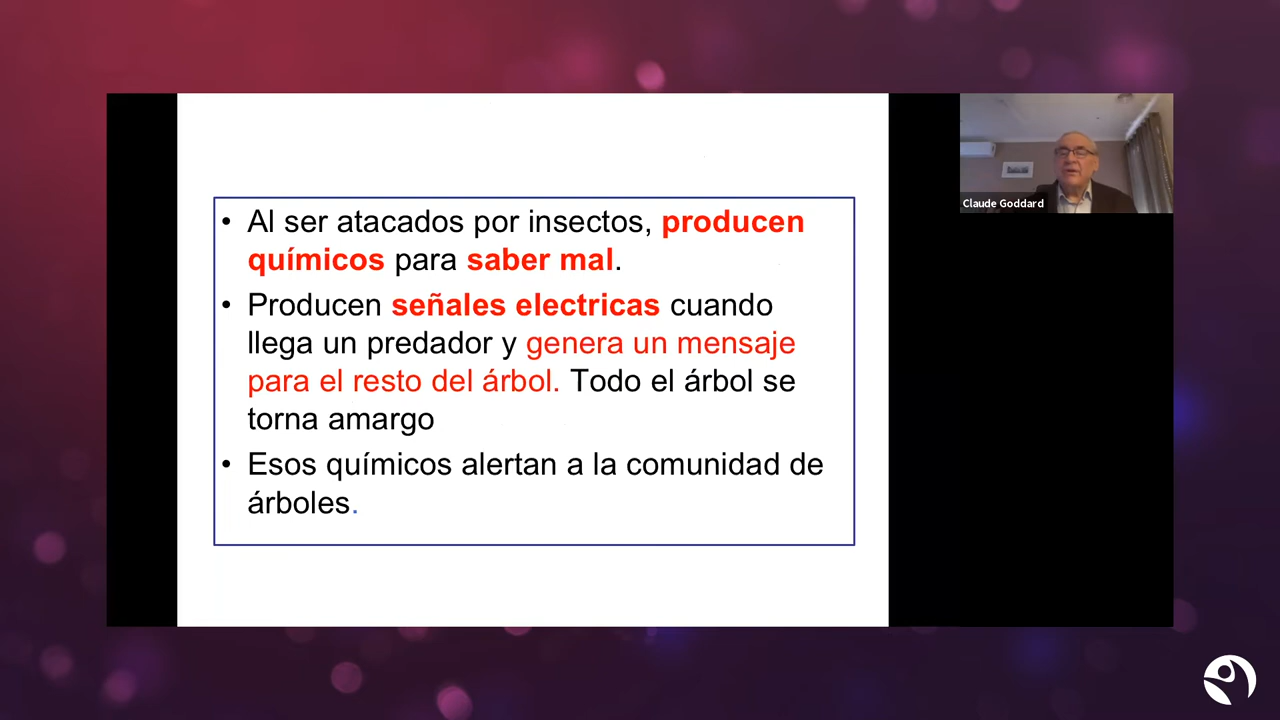 • Al ser atacados por insectos, producen
químicos para saber mal.
• Producen señales electricas cuando
llega un predador y genera un mensaje
para el resto del árbol. Todo el árbol se
torna amargo
• Esos químicos alertan a la comunidad de
árboles.
Claude Goddard